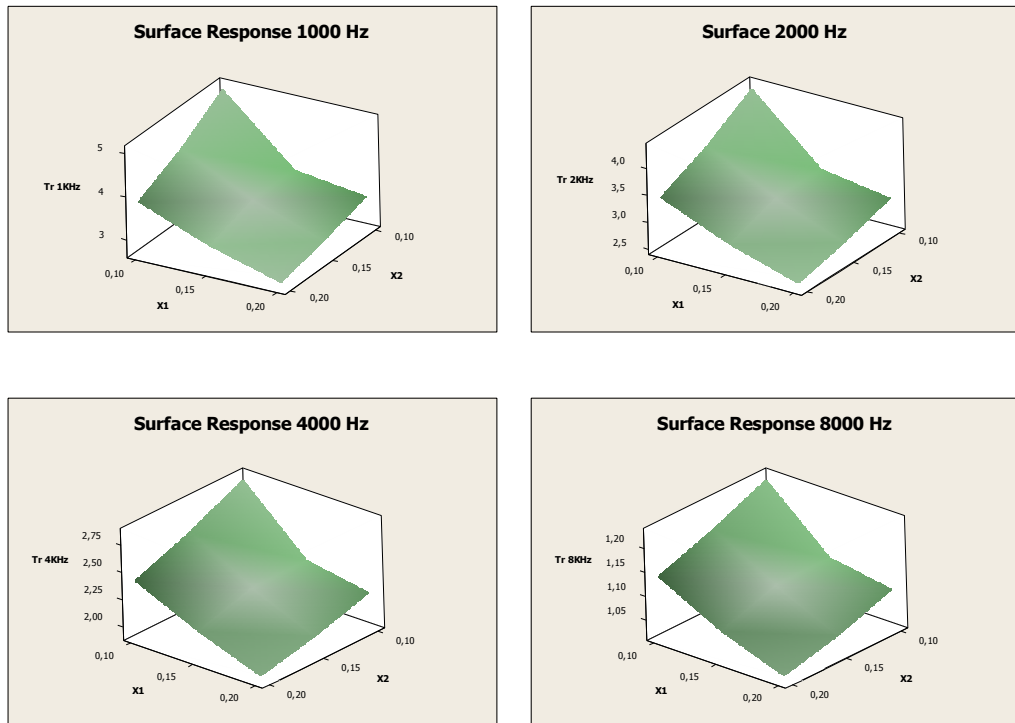 Surface Response 1000 Hz
5
Tr 1KHz 4
3
0,10
0,15
X1
0,20
0,20
0,15
X2
0,10
Surface 2000 Hz
4,0
Tr 2KHz 3,5
3,0
2,5
0,10
0,15
X1
0,20
0,20
0,15
X2
0,10
Surface Response 4000 Hz
2,75
Tr 4KHz 2,50
2,25
2,00
0,10
0,15
X1
0,20
0,20
0,15
X2
0,10
Surface Response 8000 Hz
1,20
Tr 8KHz 1,15
1,10
1,05
0,10
0,15
X1
0,20
0,20
0,15
X2
0,10